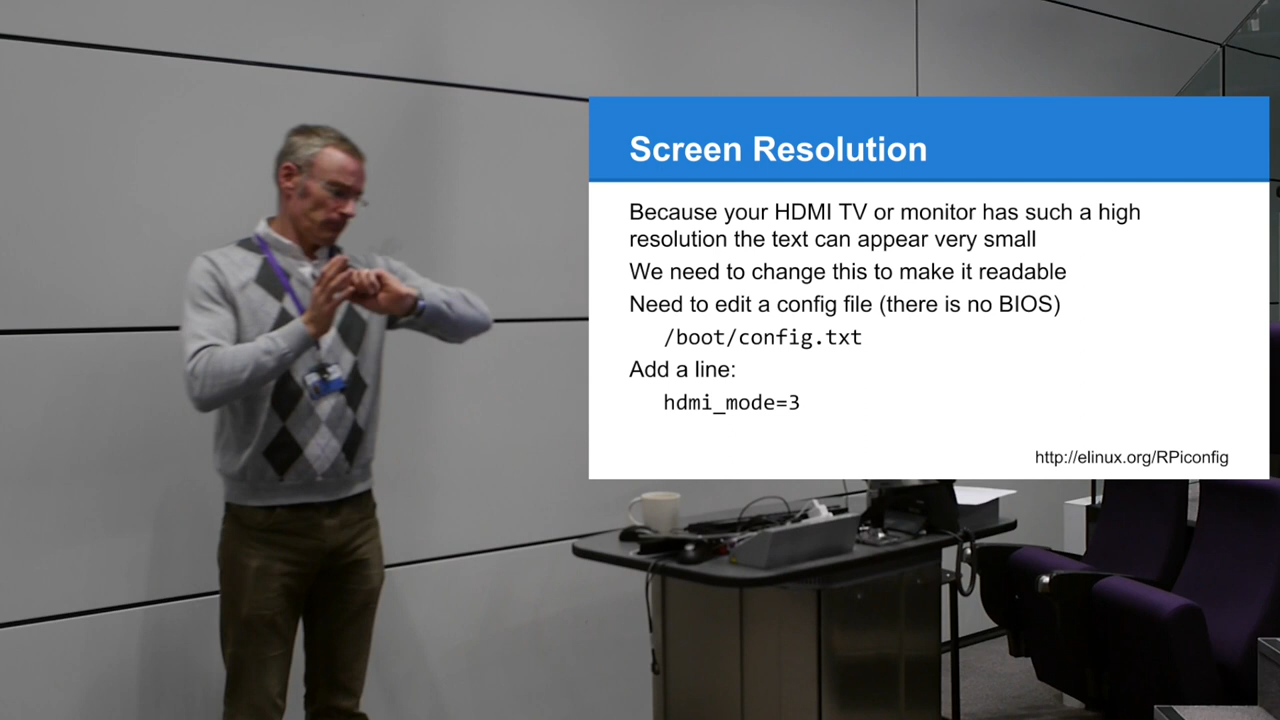 Screen Resolution
Because your HDMI TV or monitor has such a high
resolution the text can appear very small
We need to change this to make it readable
Need to edit a config file (there is no BIOS)
/boot/config.txt
Add a line:
hdmi_mode=3
http://elinux.org/RPiconfig